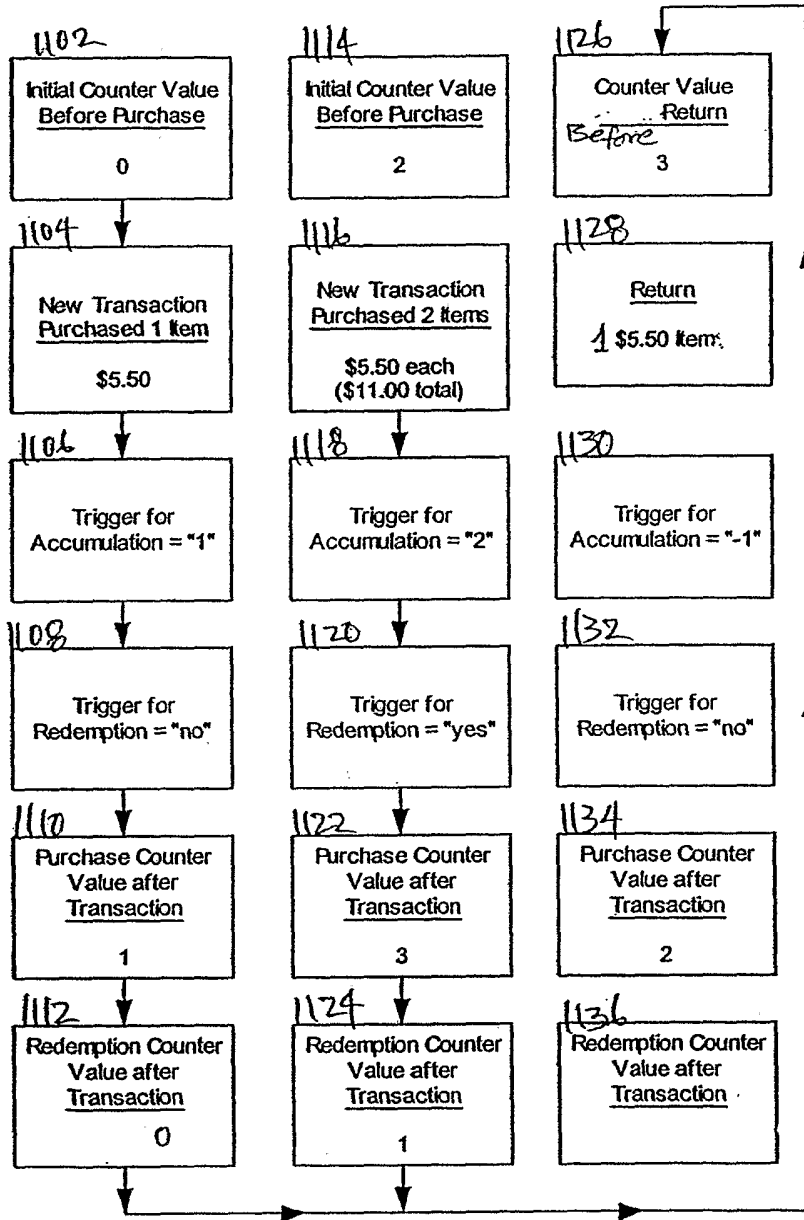 1102
Initial Counter Value
Before Purchase
0
1104
New Transaction
Purchased 1 Item
$5.50
1106
Trigger for
Accumulation = "1"
1108
Trigger for
Redemption = "no"
1110
Purchase Counter
Value after
Transaction
1
1112
Redemption Counter
Value after
Transaction
0
1114
Initial Counter Value
Before Purchase
2
1116
New Transaction
Purchased 2 Items
$5.50 each
($11.00 total)
1118
Trigger for
Accumulation = "2"
1120
Trigger for
Redemption = "yes"
1122
Purchase Counter
Value after
Transaction
3
1124
Redemption Counter
Value after
Transaction
1
1126
Counter Value
Before Return
3
1128
Return
1 $5.50 Item
1130
Trigger for
Accumulation = "-1"
1132
Trigger for
Redemption = "no"
1134
Purchase Counter
Value after
Transaction
2
1136
Redemption Counter
Value after
Transaction